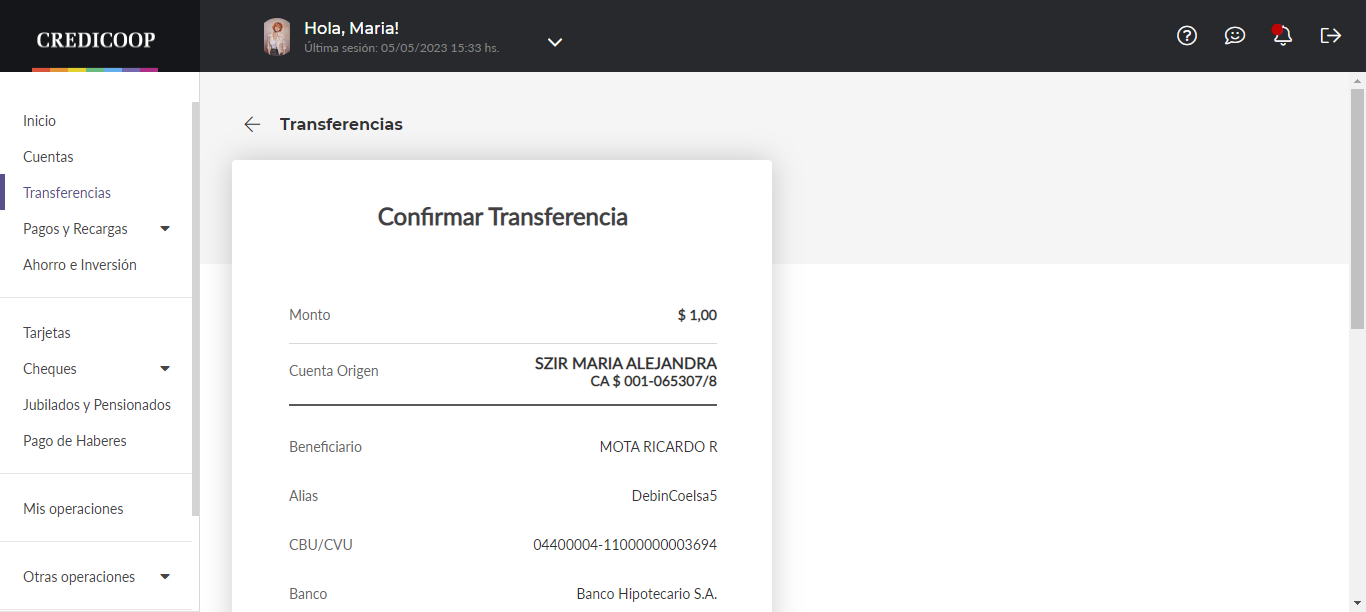 CREDICOOP
Hola, Maria!
Última sesión: 05/05/2023 15:33 hs.
Inicio
Cuentas
Transferencias
Pagos y Recargas
Ahorro e Inversión
Tarjetas
Cheques
Jubilados y Pensionados
Pago de Haberes
Mis operaciones
Otras operaciones
Transferencias
Confirmar Transferencia
Monto $ 1,00
Cuenta Origen SZIR MARIA ALEJANDRA
CA $ 001-065307/8
Beneficiario MOTA RICARDO R
Alias DebinCoelsa5
CBU/CVU 04400004-11000000003694
Banco Banco Hipotecario S.A.